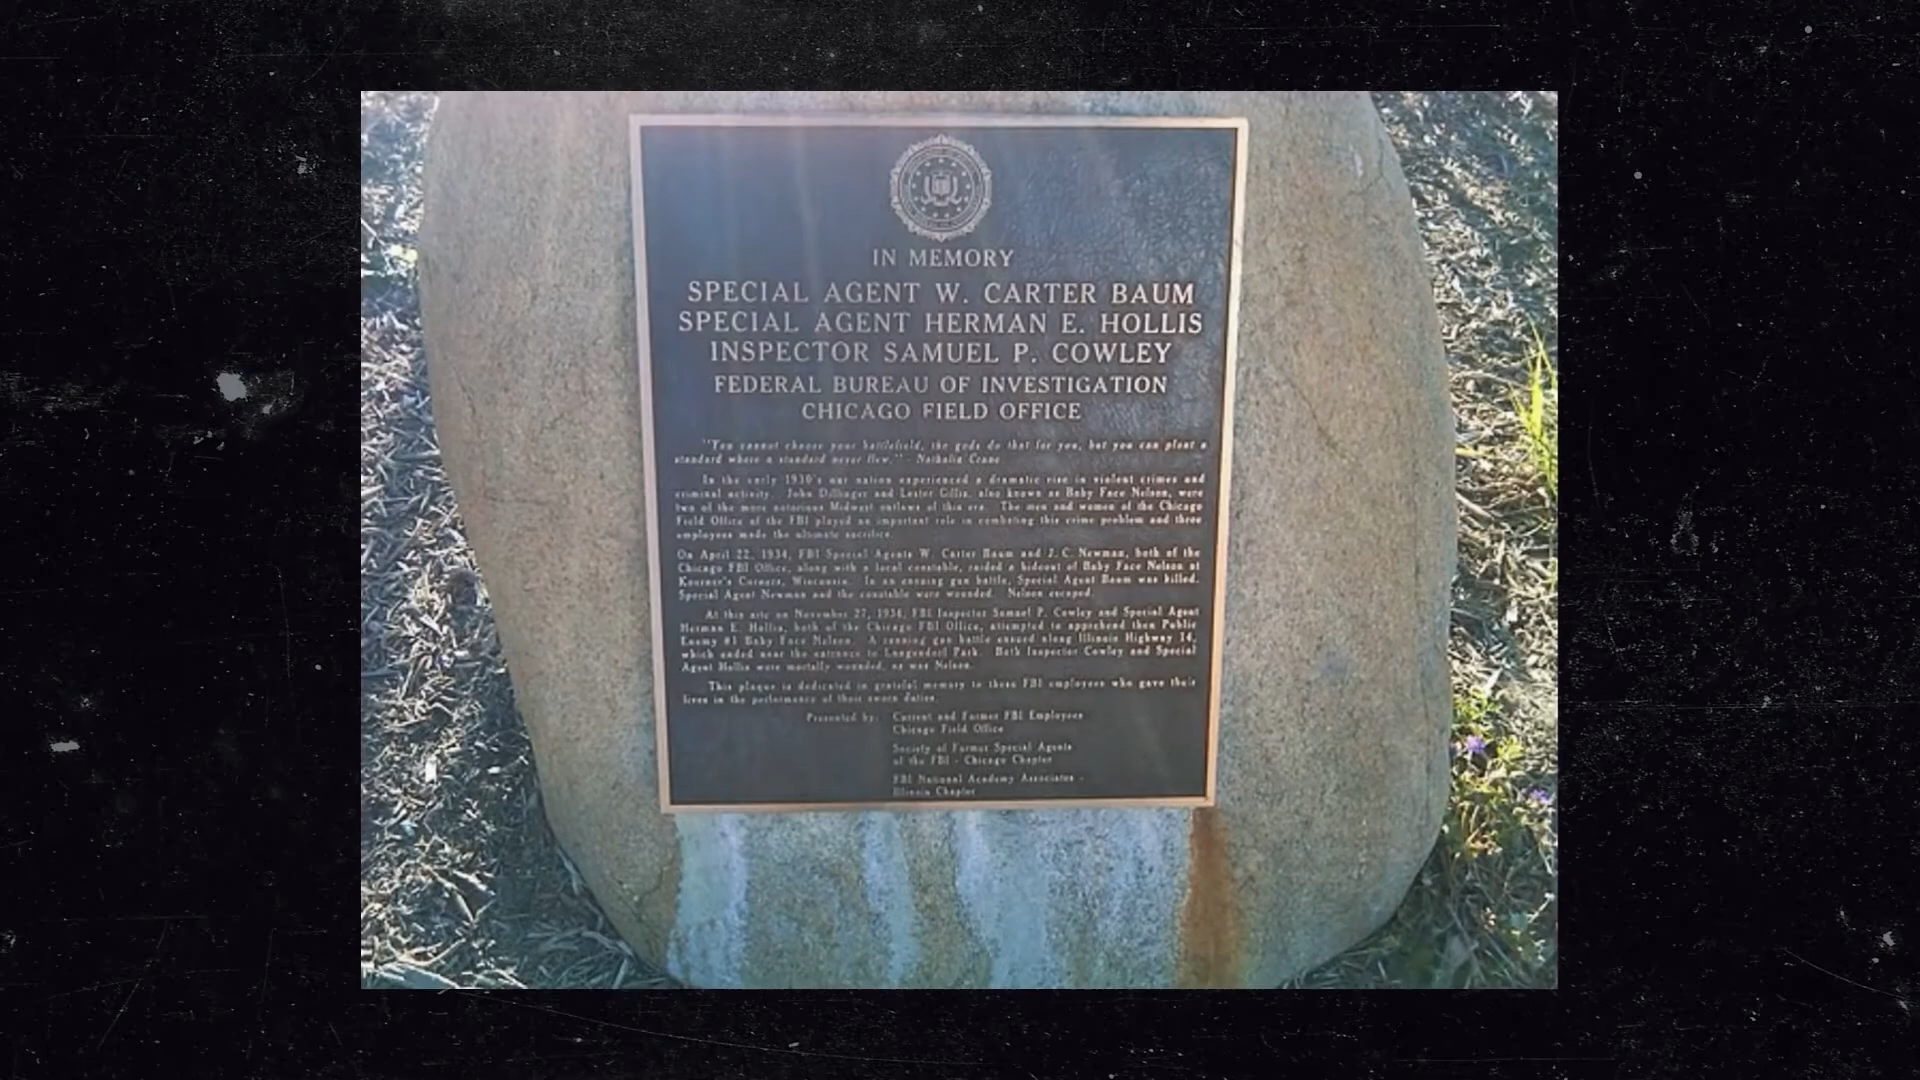 IN MEMORY
SPECIAL AGENT W. CARTER BAUM
SPECIAL AGENT HERMAN E. HOLLIS
INSPECTOR SAMUEL P. COWLEY
FEDERAL BUREAU OF INVESTIGATION
CHICAGO FIELD OFFICE
"You cannot choose your battlefield, the gods do that for you, but you can plant a
standard where a standard never flew." - Nathalia Crane
In the early 1930's our nation experienced a dramatic rise in violent crimes and
criminal activity. John Dillinger and Lester Gillis, also known as Baby Face Nelson, were
two of the more notorious Midwest outlaws of this era. The men and women of the Chicago
Field Office of the FBI played an important role in combating this crime problem and three
employees made the ultimate sacrifice.
On April 22, 1934, FBI Special Agents W. Carter Baum and J. C. Newman, both of the
Chicago FBI Office, along with a local constable, raided a hideout of Baby Face Nelson at
Koerner's Corners, Wisconsin. In an ensuing gun battle, Special Agent Baum was killed.
Special Agent Newman and the constable were wounded. Nelson escaped.
At this site on November 27, 1934, FBI Inspector Samuel P. Cowley and Special Agent
Herman E. Hollis, both of the Chicago FBI Office, attempted to apprehend then Public
Enemy #1 Baby Face Nelson. A running gun battle ensued along Illinois Highway 14,
which ended near the entrance to Langendorf Park. Both Inspector Cowley and Special
Agent Hollis were mortally wounded, as was Nelson.
This plaque is dedicated in grateful memory to those FBI employees who gave their
lives in the performance of their sworn duties.
Presented by: Current and Former FBI Employees
Chicago Field Office
Society of Former Special Agents
of the FBI - Chicago Chapter
FBI National Academy Associates -
Illinois Chapter